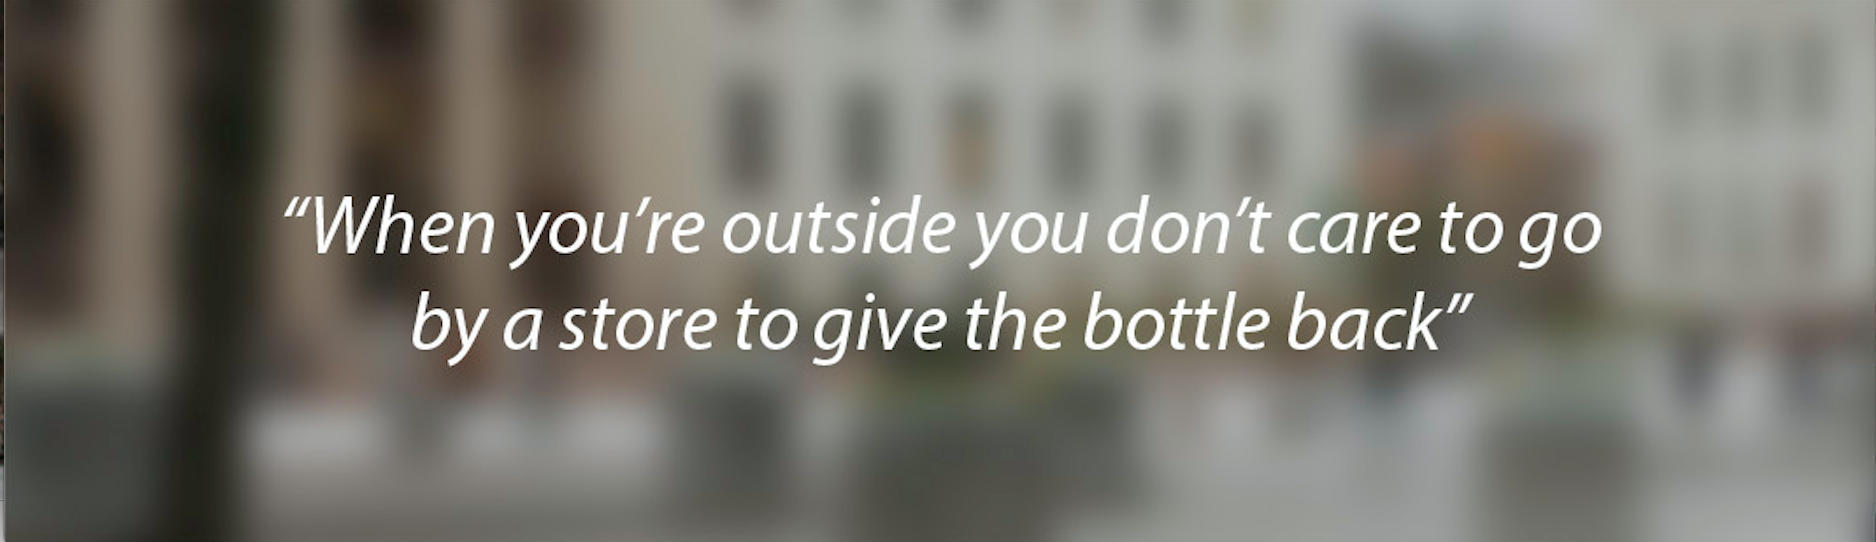 “When you’re outside you don’t care to go
by a store to give the bottle back”